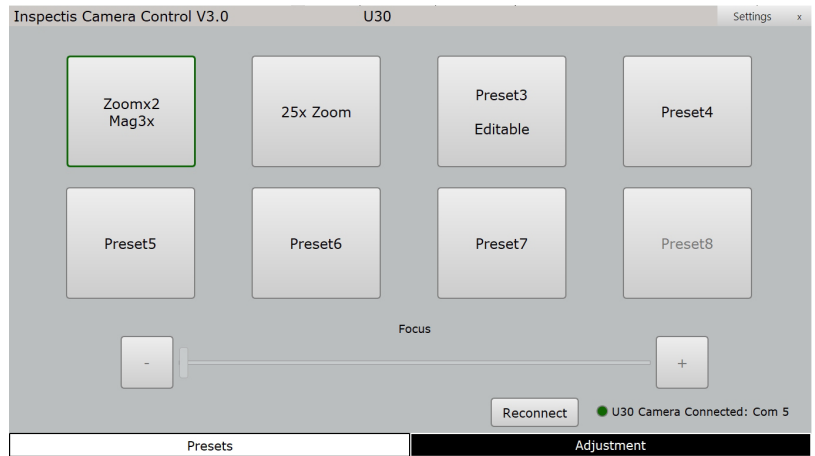 Inspectis Camera Control V3.0 U30 Settings x
Zoomx2
Mag3x
25x Zoom
Preset3
Editable
Preset4
Preset5
Preset6
Preset7
Preset8
Focus
-
+
Reconnect
U30 Camera Connected: Com 5
Presets
Adjustment